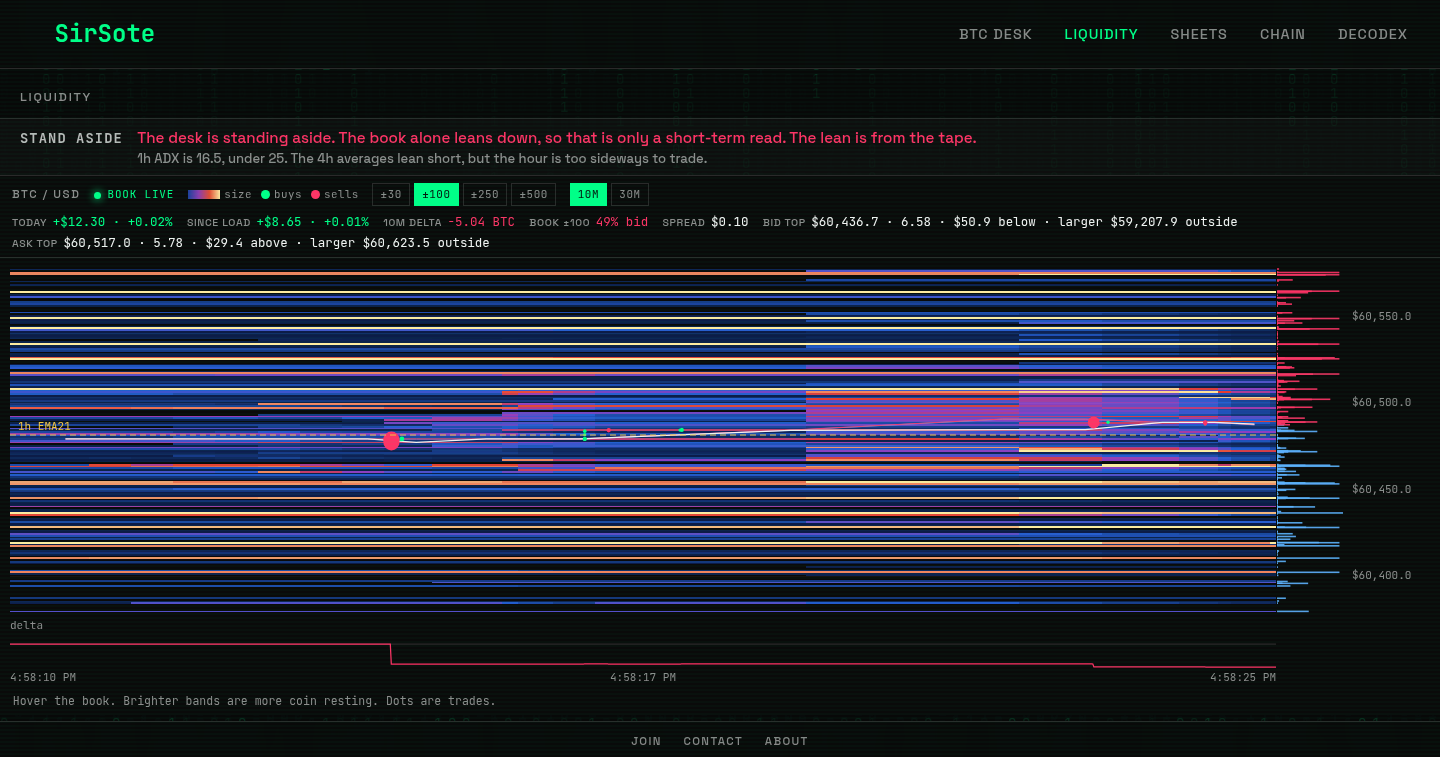 SirSote
BTC DESK LIQUIDITY SHEETS CHAIN DECODEX
LIQUIDITY
STAND ASIDE The desk is standing aside. The book alone leans down, so that is only a short-term read. The lean is from the tape.
1h ADX is 16.5, under 25. The 4h averages lean short, but the hour is too sideways to trade.
BTC / USD BOOK LIVE size buys sells ±30 ±100 ±250 ±500 10M 30M
TODAY +$12.30 · +0.02% SINCE LOAD +$8.65 · +0.01% 10M DELTA -5.04 BTC BOOK ±100 49% bid SPREAD $0.10 BID TOP $60,436.7 · 6.58 · $50.9 below · larger $59,207.9 outside
ASK TOP $60,517.0 · 5.78 · $29.4 above · larger $60,623.5 outside
$60,550.0
$60,500.0
1h EMA21
$60,450.0
$60,400.0
delta
4:58:10 PM 4:58:17 PM 4:58:25 PM
Hover the book. Brighter bands are more coin resting. Dots are trades.
JOIN CONTACT ABOUT